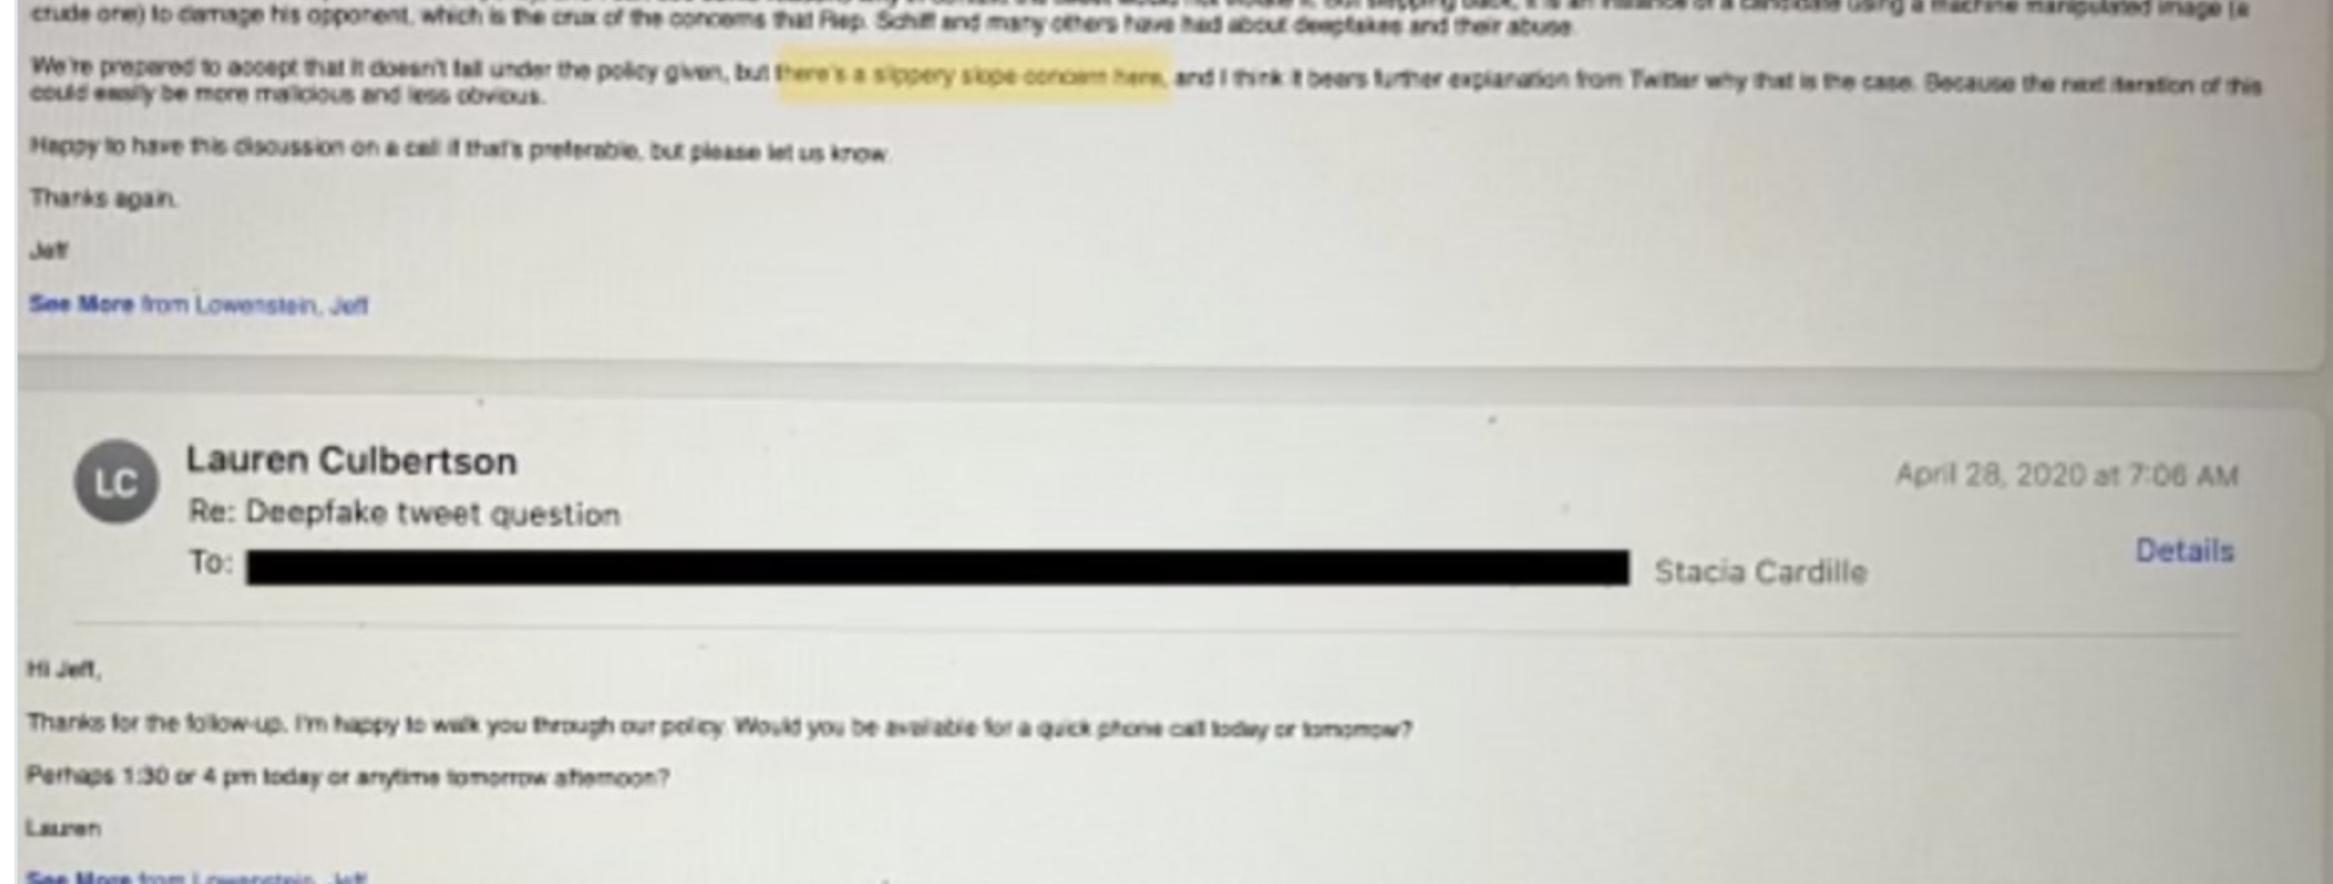 crude one) to damage his opponent, which is the crux of the concerns that Rep. Schiff and many others have had about deepfakes and their abuse.
We're prepared to accept that it doesn't fall under the policy given, but there's a slippery slope concern here, and I think it bears further explanation from Twitter why that is the case. Because the next iteration of this
could easily be more malicious and less obvious.
Happy to have this discussion on a call if that's preferable, but please let us know.
Thanks again.
Jeff
See More from Lowenstein, Jeff
LC
Lauren Culbertson
April 28, 2020 at 7:06 AM
Re: Deepfake tweet question
Details
To: Stacia Cardille
Hi Jeff,
Thanks for the follow-up. I'm happy to walk you through our policy. Would you be available for a quick phone call today or tomorrow?
Perhaps 1:30 or 4 pm today or anytime tomorrow afternoon?
Lauren
See More from Lowenstein, Jeff